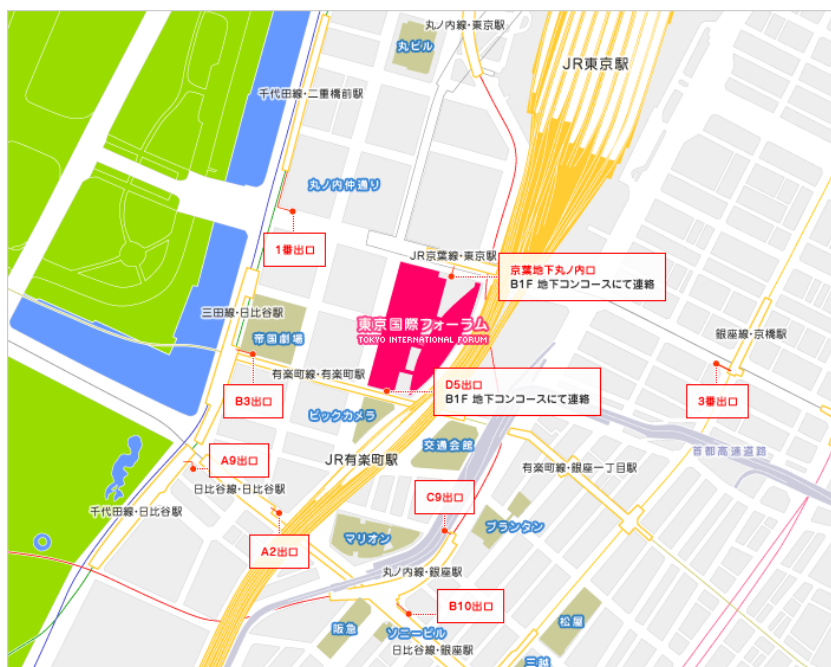 丸ノ内線・東京駅
丸ビル
JR東京駅
千代田線・二重橋前駅
丸ノ内仲通り
1番出口
JR京葉線・東京駅
京葉地下丸ノ内口
B1F 地下コンコースにて連絡
三田線・日比谷駅
東京国際フォーラム
TOKYO INTERNATIONAL FORUM
帝国劇場
銀座線・京橋駅
有楽町線・有楽町駅
D5出口
B1F 地下コンコースにて連絡
B3出口
3番出口
ビックカメラ
交通会館
首都高速道路
A9出口
JR有楽町駅
有楽町線・銀座一丁目駅
日比谷線・日比谷駅
C9出口
千代田線・日比谷駅
プランタン
マリオン
A2出口
丸ノ内線・銀座駅
B10出口
松屋
阪急
ソニービル
日比谷線・銀座駅
三越